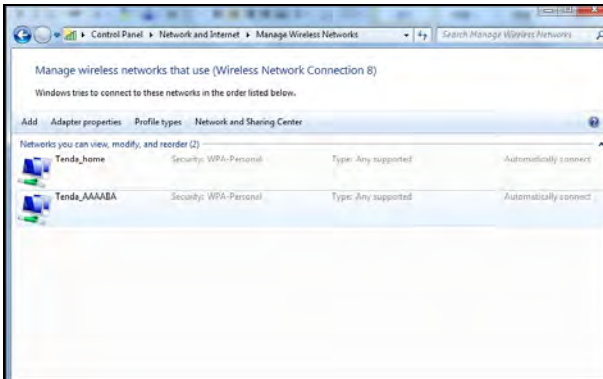 Control Panel ▸ Network and Internet ▸ Manage Wireless Networks Search Manage Wireless Networks
Manage wireless networks that use (Wireless Network Connection 8)
Windows tries to connect to these networks in the order listed below.
Add Adapter properties Profile types Network and Sharing Center
Networks you can view, modify, and reorder (2)
Tenda_home Security: WPA-Personal Type: Any supported Automatically connect
Tenda_AAAABA Security: WPA-Personal Type: Any supported Automatically connect